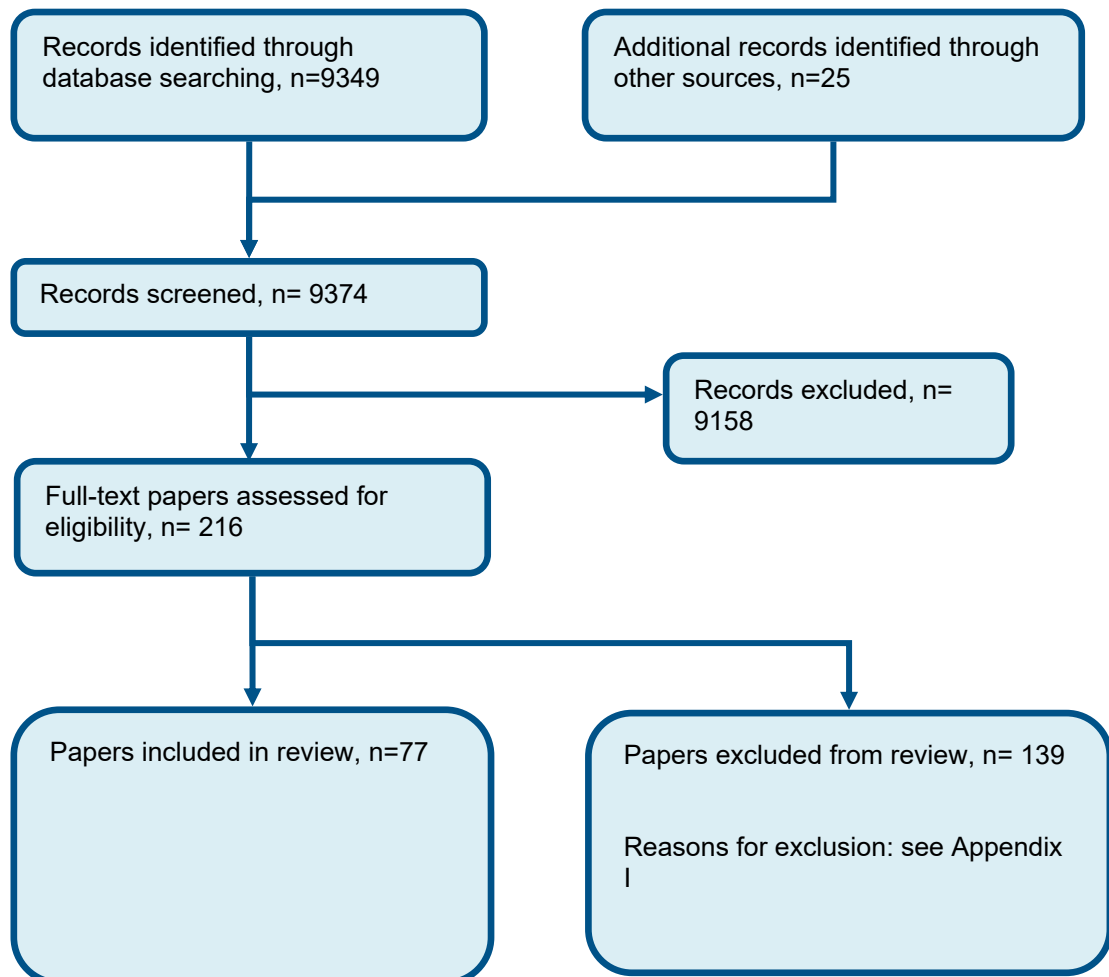 Records identified through
database searching, n=9349
Additional records identified through
other sources, n=25
Records screened, n= 9374
Records excluded, n=
9158
Full-text papers assessed for
eligibility, n= 216
Papers included in review, n=77
Papers excluded from review, n= 139
Reasons for exclusion: see Appendix
I